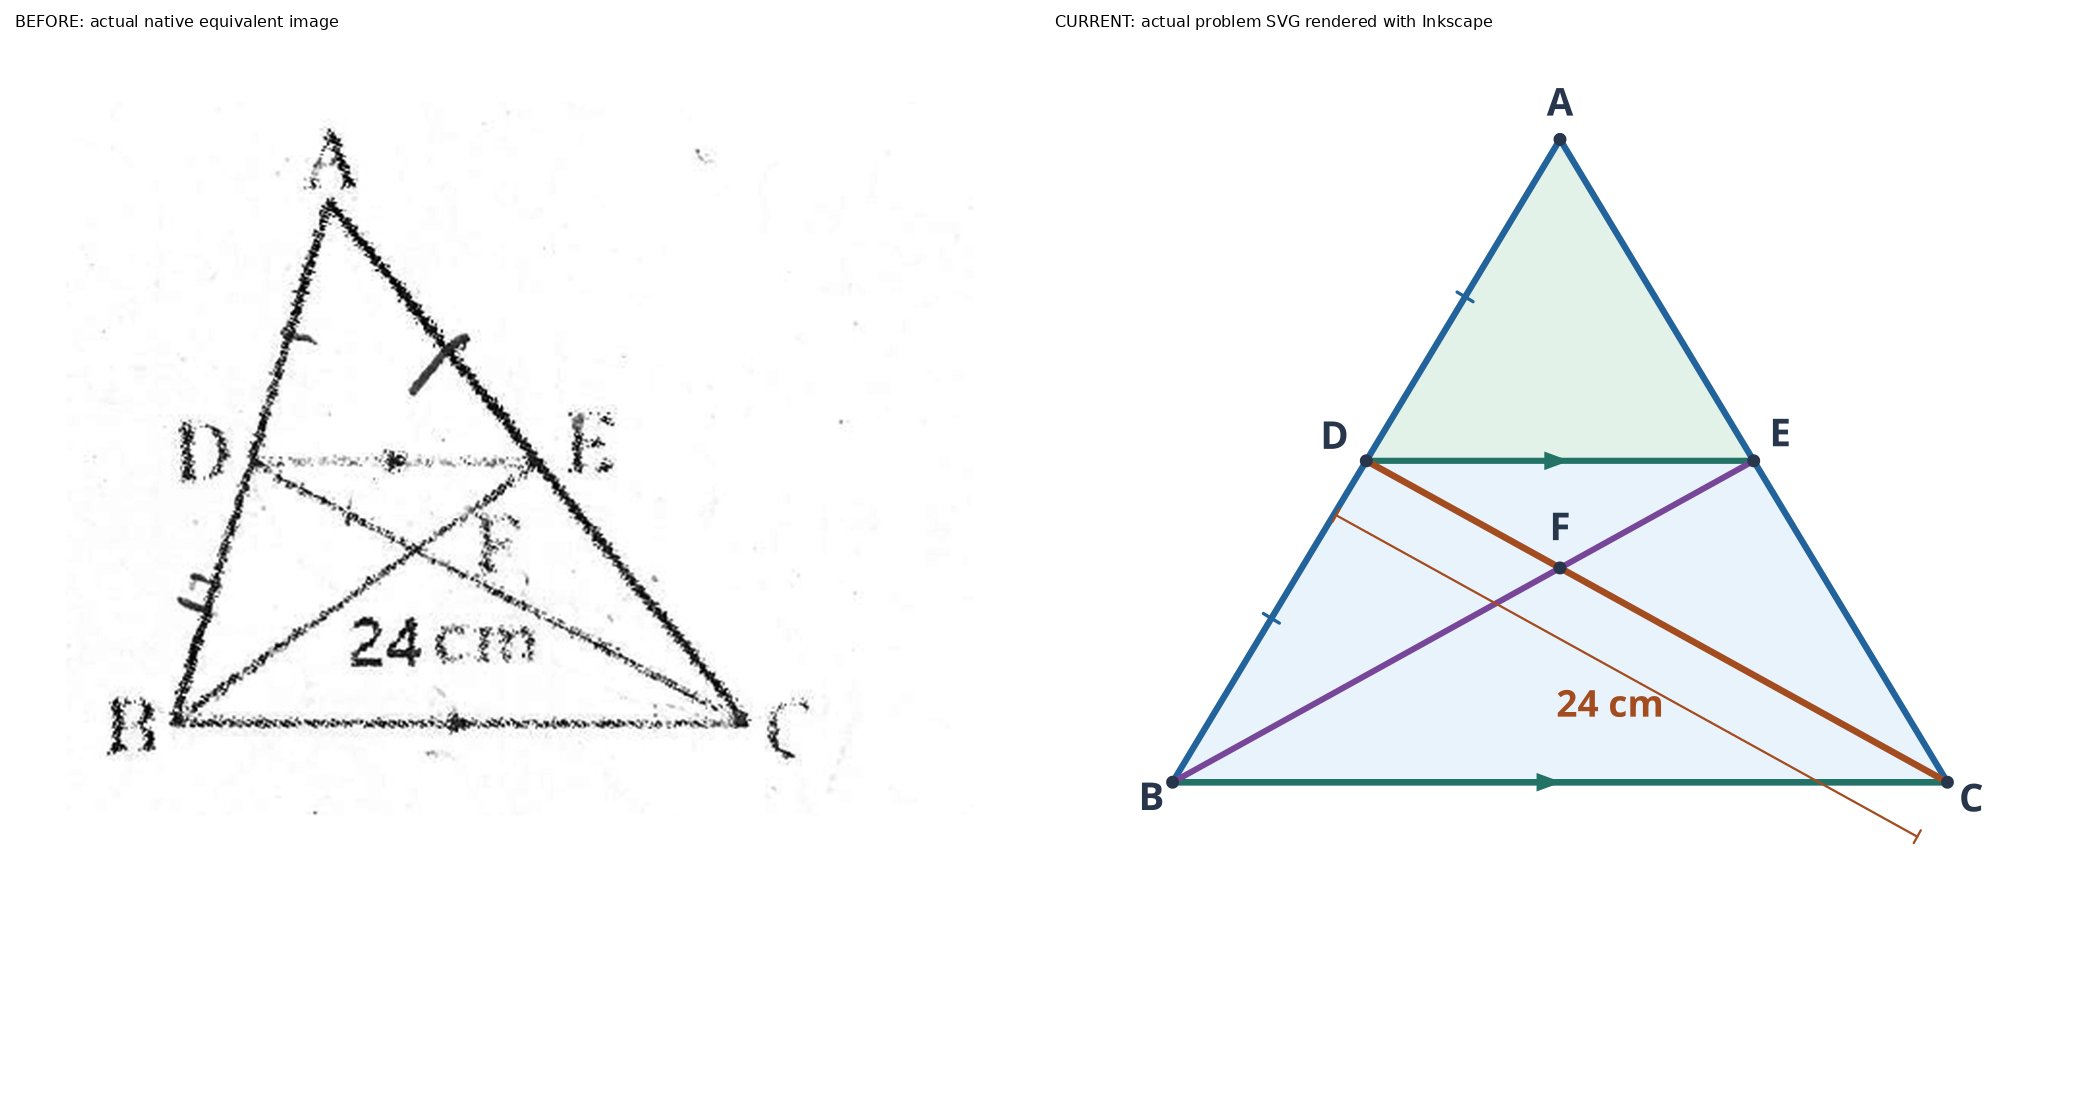 BEFORE: actual native equivalent image
A
D
E
F
24 cm
B
C
CURRENT: actual problem SVG rendered with Inkscape
A
D
E
F
24 cm
B
C